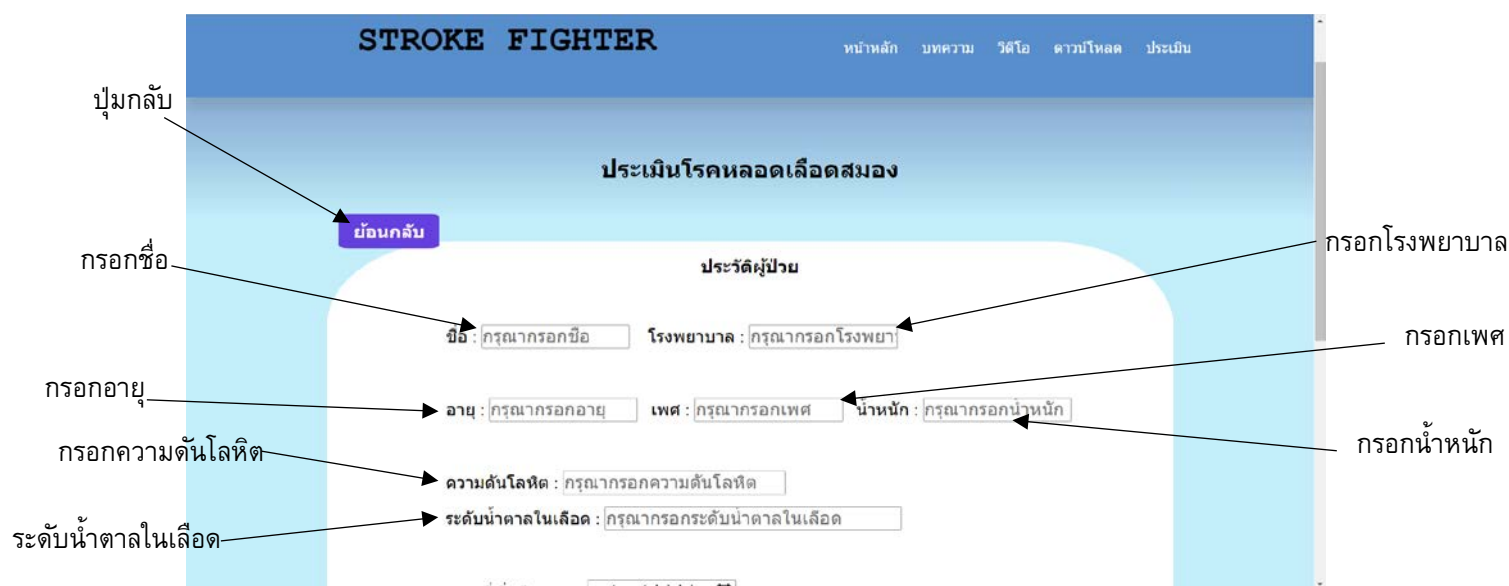 STROKE FIGHTER
หน้าหลัก บทความ วิดีโอ ดาวน์โหลด ประเมิน
ปุ่มกลับ
ประเมินโรคหลอดเลือดสมอง
ย้อนกลับ
กรอกโรงพยาบาล
กรอกชื่อ
ประวัติผู้ป่วย
ชื่อ : กรุณากรอกชื่อ โรงพยาบาล : กรุณากรอกโรงพยา
กรอกเพศ
กรอกอายุ
อายุ : กรุณากรอกอายุ เพศ : กรุณากรอกเพศ น้ำหนัก : กรุณากรอกน้ำหนัก
กรอกน้ำหนัก
กรอกความดันโลหิต
ความดันโลหิต : กรุณากรอกความดันโลหิต
ระดับน้ำตาลในเลือด : กรุณากรอกระดับน้ำตาลในเลือด
ระดับน้ำตาลในเลือด